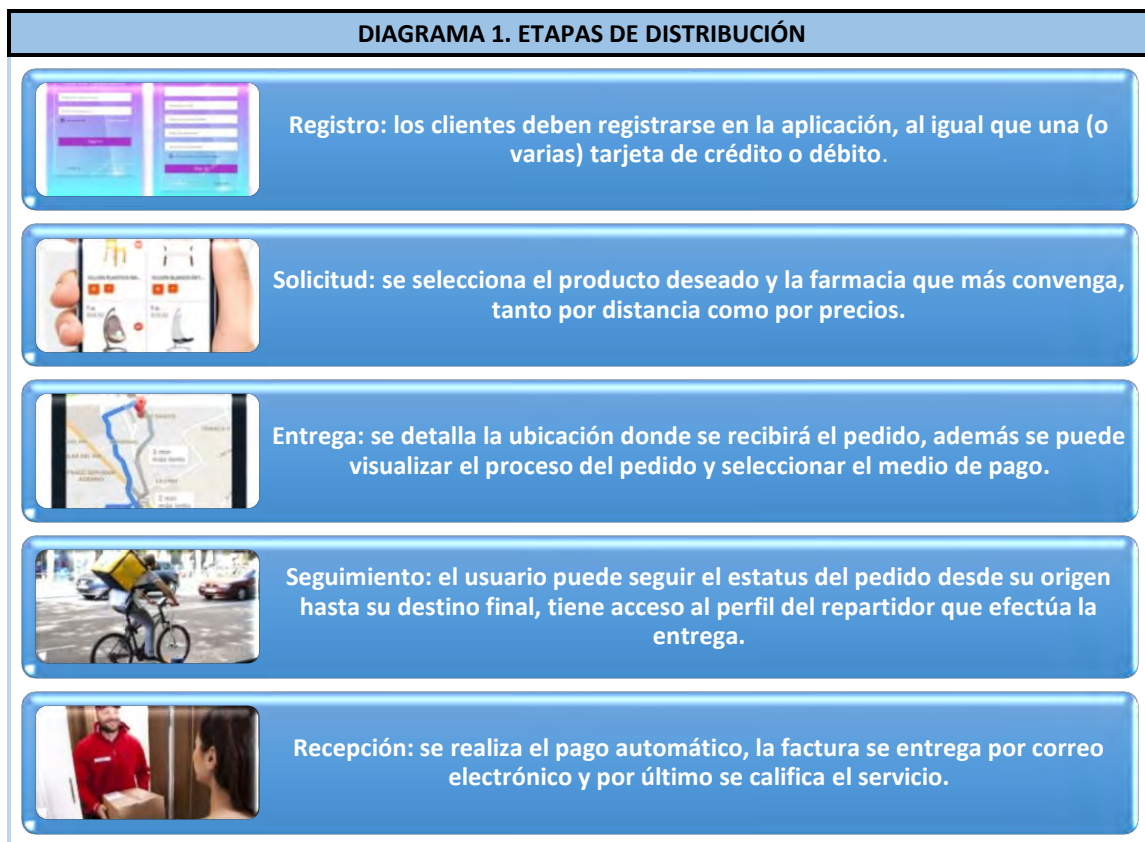 DIAGRAMA 1. ETAPAS DE DISTRIBUCIÓN
Registro: los clientes deben registrarse en la aplicación, al igual que una (o
varias) tarjeta de crédito o débito.
Solicitud: se selecciona el producto deseado y la farmacia que más convenga,
tanto por distancia como por precios.
Entrega: se detalla la ubicación donde se recibirá el pedido, además se puede
visualizar el proceso del pedido y seleccionar el medio de pago.
Seguimiento: el usuario puede seguir el estatus del pedido desde su origen
hasta su destino final, tiene acceso al perfil del repartidor que efectúa la
entrega.
Recepción: se realiza el pago automático, la factura se entrega por correo
electrónico y por último se califica el servicio.